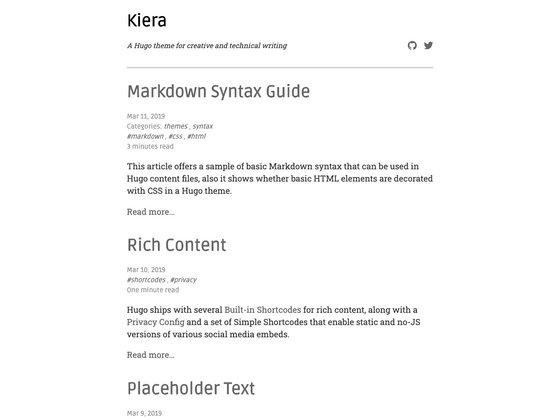 Kiera
A Hugo theme for creative and technical writing
Markdown Syntax Guide
Mar 11, 2019
Categories: themes , syntax
#markdown , #css , #html
3 minutes read
This article offers a sample of basic Markdown syntax that can be used in
Hugo content files, also it shows whether basic HTML elements are decorated
with CSS in a Hugo theme.
Read more...
Rich Content
Mar 10, 2019
#shortcodes , #privacy
One minute read
Hugo ships with several Built-in Shortcodes for rich content, along with a
Privacy Config and a set of Simple Shortcodes that enable static and no-JS
versions of various social media embeds.
Read more...
Placeholder Text
Mar 9, 2019